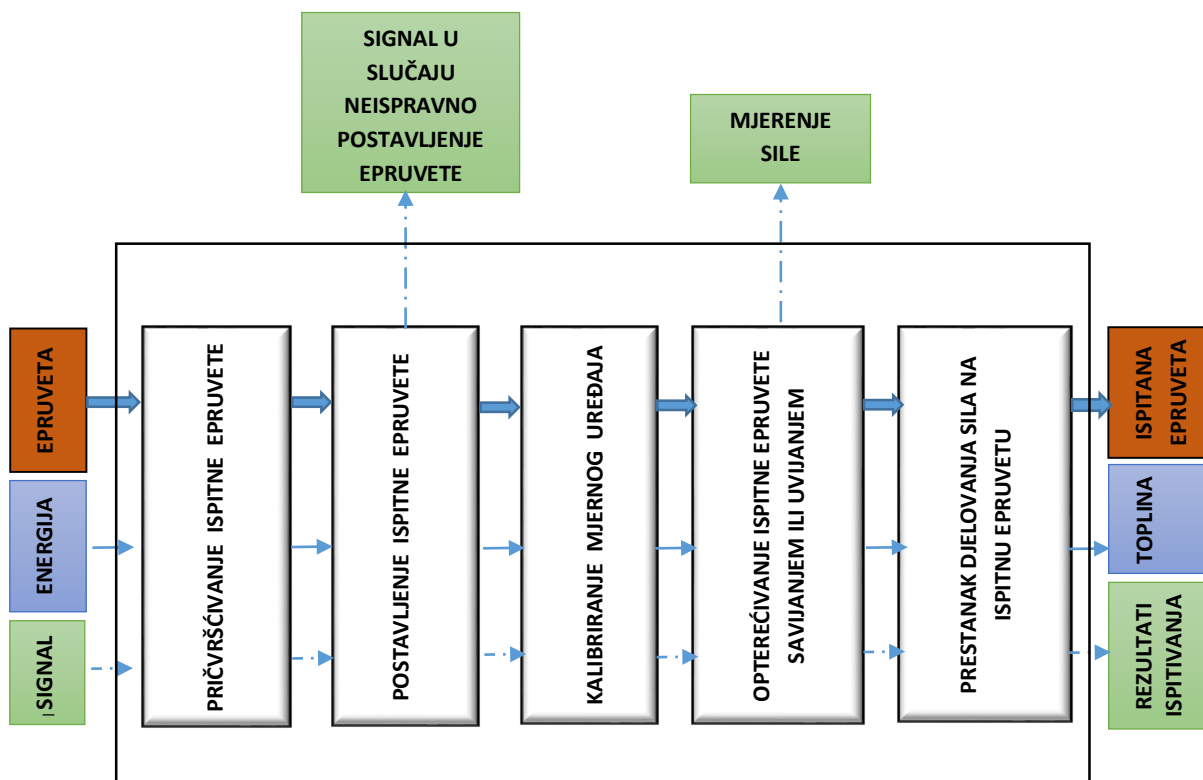 SIGNAL U
SLUČAJU
NEISPRAVNO
POSTAVLJENJE
EPRUVETE
MJERENJE
SILE
EPRUVETA
ENERGIJA
SIGNAL
PRIČVRŠĆIVANJE ISPITNE EPRUVETE
POSTAVLJENJE ISPITNE EPRUVETE
KALIBRIRANJE MJERNOG UREĐAJA
OPTEREĆIVANJE ISPITNE EPRUVETE
SAVIJANJEM ILI UVIJANJEM
PRESTANAK DJELOVANJA SILA NA
ISPITNU EPRUVETU
ISPITANA
EPRUVETA
TOPLINA
REZULTATI
ISPITIVANJA